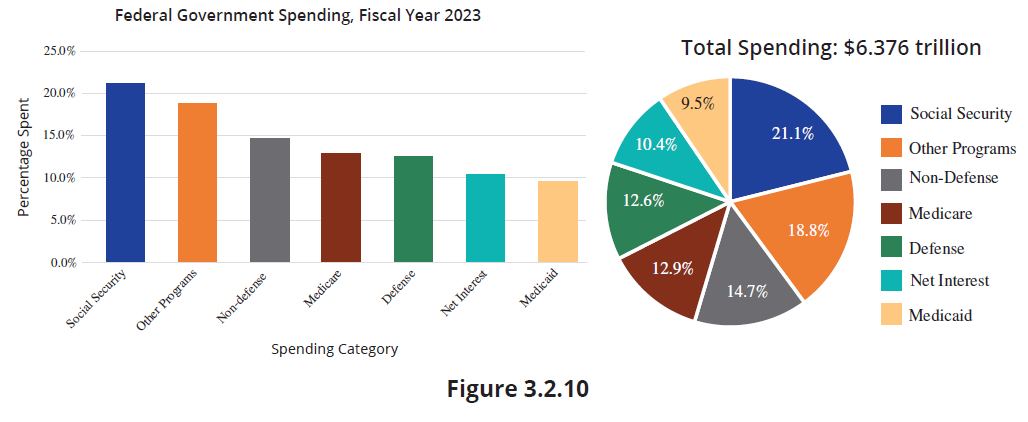 Federal Government Spending, Fiscal Year 2023
Percentage Spent
25.0%
20.0%
15.0%
10.0%
5.0%
0.0%
Social Security
Other Programs
Non-defense
Medicare
Defense
Net Interest
Medicaid
Spending Category
Total Spending: $6.376 trillion
21.1%
18.8%
14.7%
12.9%
12.6%
10.4%
9.5%
Social Security
Other Programs
Non-Defense
Medicare
Defense
Net Interest
Medicaid
Figure 3.2.10